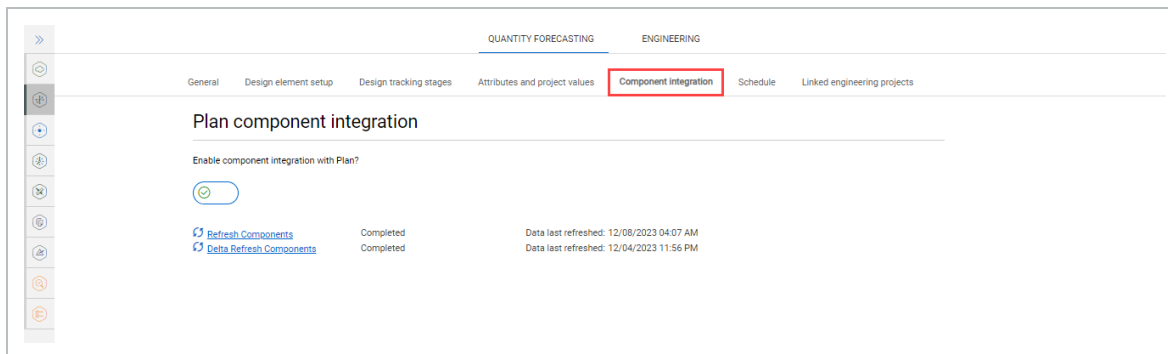 QUANTITY FORECASTING ENGINEERING
General Design element setup Design tracking stages Attributes and project values Component integration Schedule Linked engineering projects
Plan component integration
Enable component integration with Plan?
Refresh Components Completed Data last refreshed: 12/08/2023 04:07 AM
Delta Refresh Components Completed Data last refreshed: 12/04/2023 11:56 PM